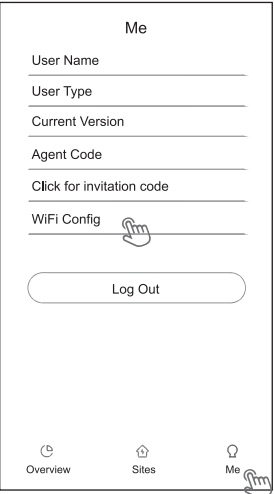 Me
User Name
User Type
Current Version
Agent Code
Click for invitation code
WiFi Config
Log Out
Overview Sites Me